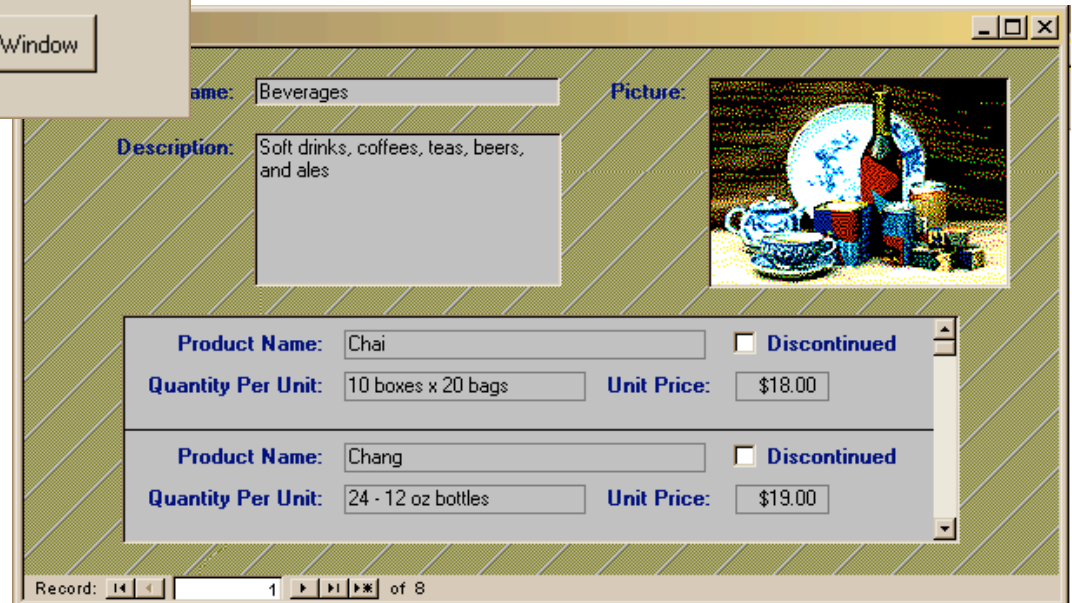 Window
ame: Beverages Picture:
Description: Soft drinks, coffees, teas, beers,
and ales
Product Name: Chai Discontinued
Quantity Per Unit: 10 boxes x 20 bags Unit Price: $18.00
Product Name: Chang Discontinued
Quantity Per Unit: 24 - 12 oz bottles Unit Price: $19.00
Record: 1 of 8